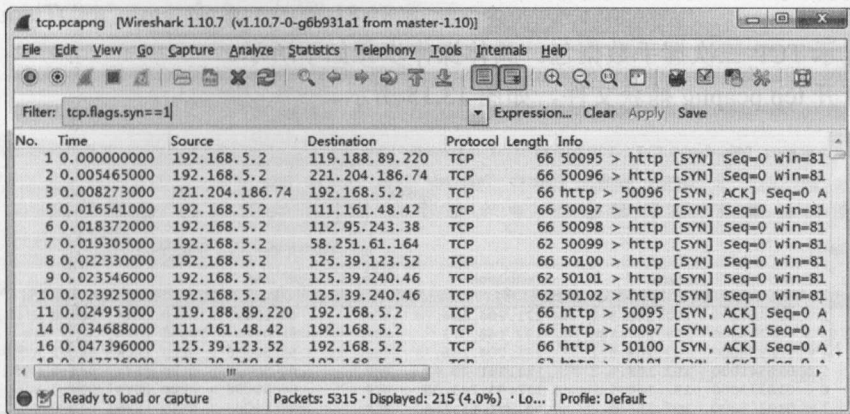 tcp.pcapng [Wireshark 1.10.7 (v1.10.7-0-g6b931a1 from master-1.10)]
File Edit View Go Capture Analyze Statistics Telephony Tools Internals Help
Filter: tcp.flags.syn==1 Expression... Clear Apply Save
No. Time Source Destination Protocol Length Info
1 0.000000000 192.168.5.2 119.188.89.220 TCP 66 50095 > http [SYN] Seq=0 Win=81
2 0.005465000 192.168.5.2 221.204.186.74 TCP 66 50096 > http [SYN] Seq=0 Win=81
3 0.008273000 221.204.186.74 192.168.5.2 TCP 66 http > 50096 [SYN, ACK] Seq=0 A
5 0.016541000 192.168.5.2 111.161.48.42 TCP 66 50097 > http [SYN] Seq=0 Win=81
6 0.018372000 192.168.5.2 112.95.243.38 TCP 66 50098 > http [SYN] Seq=0 Win=81
7 0.019305000 192.168.5.2 58.251.61.164 TCP 62 50099 > http [SYN] Seq=0 Win=81
8 0.022330000 192.168.5.2 125.39.123.52 TCP 66 50100 > http [SYN] Seq=0 Win=81
9 0.023546000 192.168.5.2 125.39.240.46 TCP 62 50101 > http [SYN] Seq=0 Win=81
10 0.023925000 192.168.5.2 125.39.240.46 TCP 62 50102 > http [SYN] Seq=0 Win=81
11 0.024953000 119.188.89.220 192.168.5.2 TCP 66 http > 50095 [SYN, ACK] Seq=0 A
14 0.034688000 111.161.48.42 192.168.5.2 TCP 66 http > 50097 [SYN, ACK] Seq=0 A
16 0.047396000 125.39.123.52 192.168.5.2 TCP 66 http > 50100 [SYN, ACK] Seq=0 A
Ready to load or capture Packets: 5315 · Displayed: 215 (4.0%) · Lo... Profile: Default